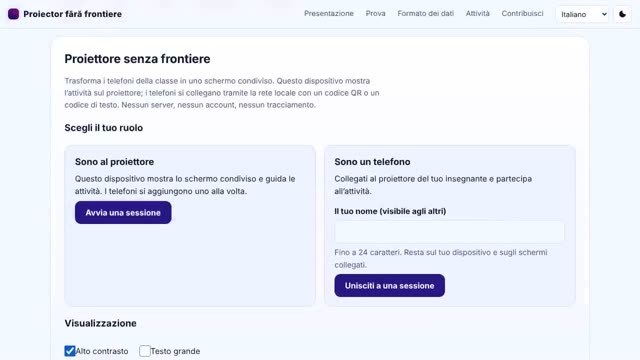 Proiector fără frontiere
Presentazione Prova Formato dei dati Attività Contribuisci Italiano
Proiettore senza frontiere
Trasforma i telefoni della classe in uno schermo condiviso. Questo dispositivo mostra
l'attività sul proiettore; i telefoni si collegano tramite la rete locale con un codice QR o un
codice di testo. Nessun server, nessun account, nessun tracciamento.
Scegli il tuo ruolo
Sono al proiettore
Questo dispositivo mostra lo schermo condiviso e guida le
attività. I telefoni si aggiungono uno alla volta.
Avvia una sessione
Sono un telefono
Collegati al proiettore del tuo insegnante e partecipa
all'attività.
Il tuo nome (visibile agli altri)
Fino a 24 caratteri. Resta sul tuo dispositivo e sugli schermi
collegati.
Unisciti a una sessione
Visualizzazione
Alto contrasto Testo grande